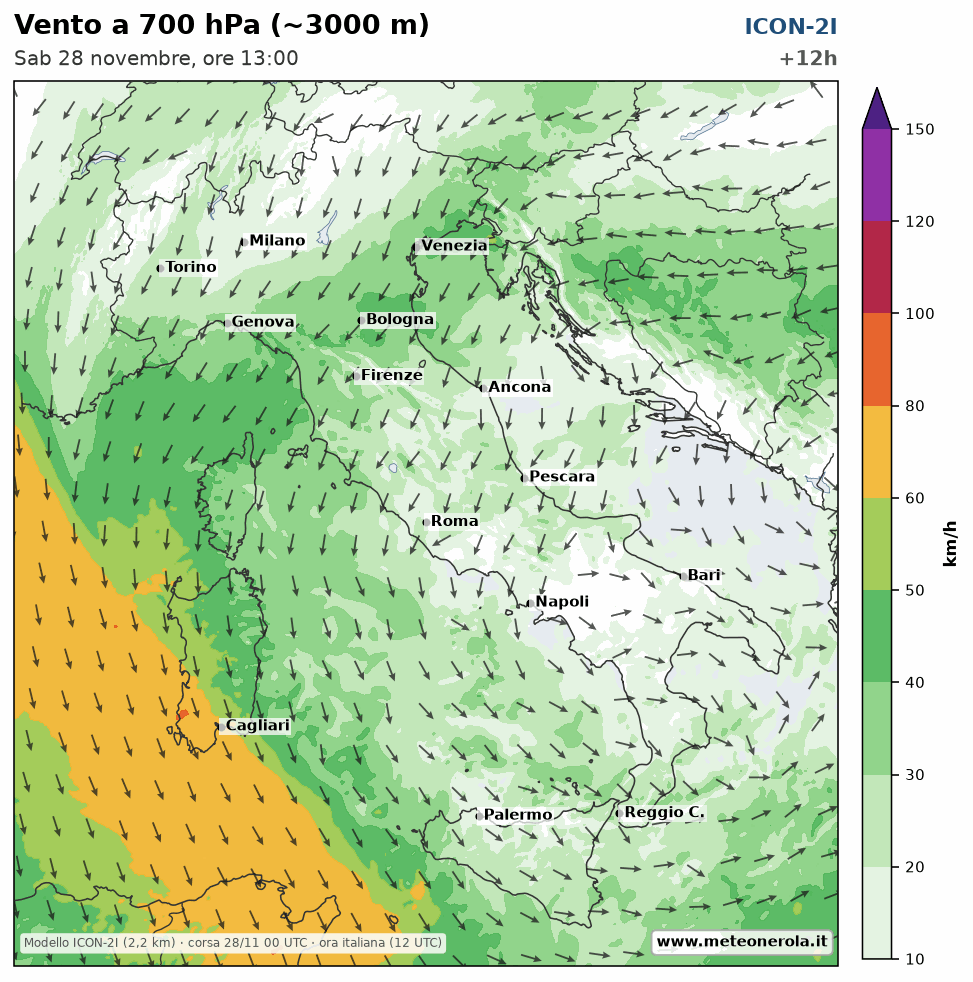 Vento a 700 hPa (~3000 m)
ICON-2I
Sab 28 novembre, ore 13:00
+12h
150
120
100
80
60
50
40
30
20
10
km/h
Milano
Venezia
Torino
Genova
Bologna
Firenze
Ancona
Pescara
Roma
Bari
Napoli
Cagliari
Palermo
Reggio C.
Modello ICON-2I (2,2 km) · corsa 28/11 00 UTC · ora italiana (12 UTC)
www.meteonerola.it